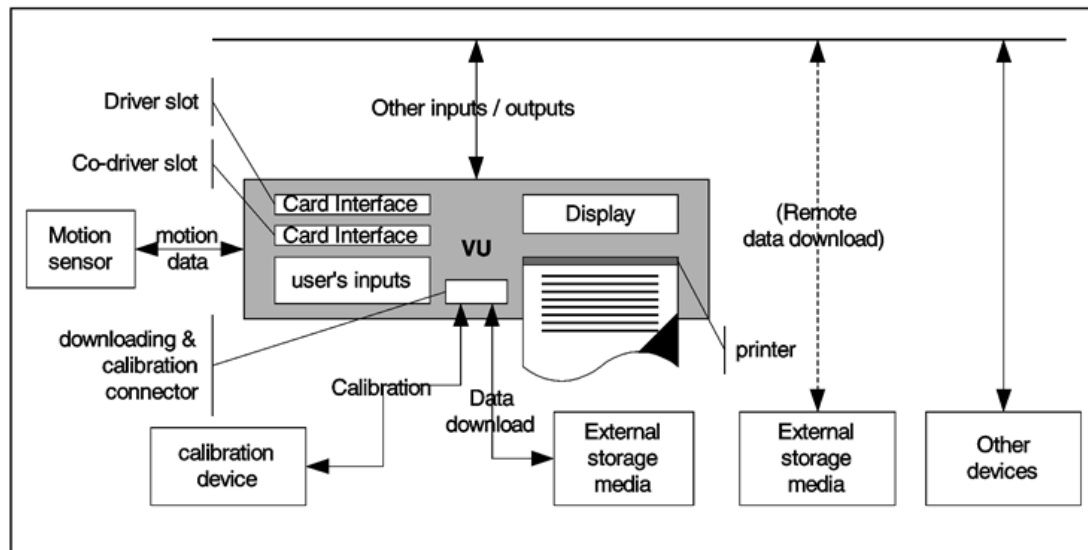 Driver slot
Other inputs / outputs
Co-driver slot
Card Interface
Card Interface
Display
VU
(Remote
data download)
Motion
sensor
motion
data
user's inputs
downloading &
calibration
connector
printer
Calibration
Data
download
calibration
device
External
storage
media
External
storage
media
Other
devices